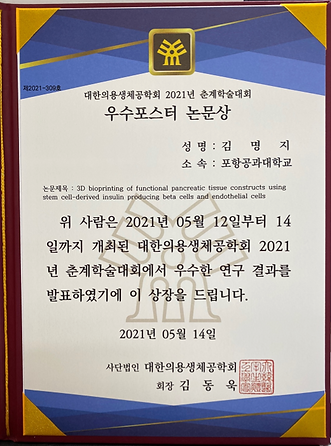 제2021-309호
대한의용생체공학회 2021년 춘계학술대회
우수포스터 논문상
성 명 : 김 명 지
소 속 : 포항공과대학교
논문제목 : 3D bioprinting of functional pancreatic tissue constructs using
stem cell-derived insulin producing beta cells and endothelial cells
위 사람은 2021년 05월 12일부터 14
일까지 개최된 대한의용생체공학회 2021
년 춘계학술대회에서 우수한 연구 결과를
발표하였기에 이 상장을 드립니다.
2021년 05월 14일
사단법인 대한의용생체공학회
회장 김 동 욱